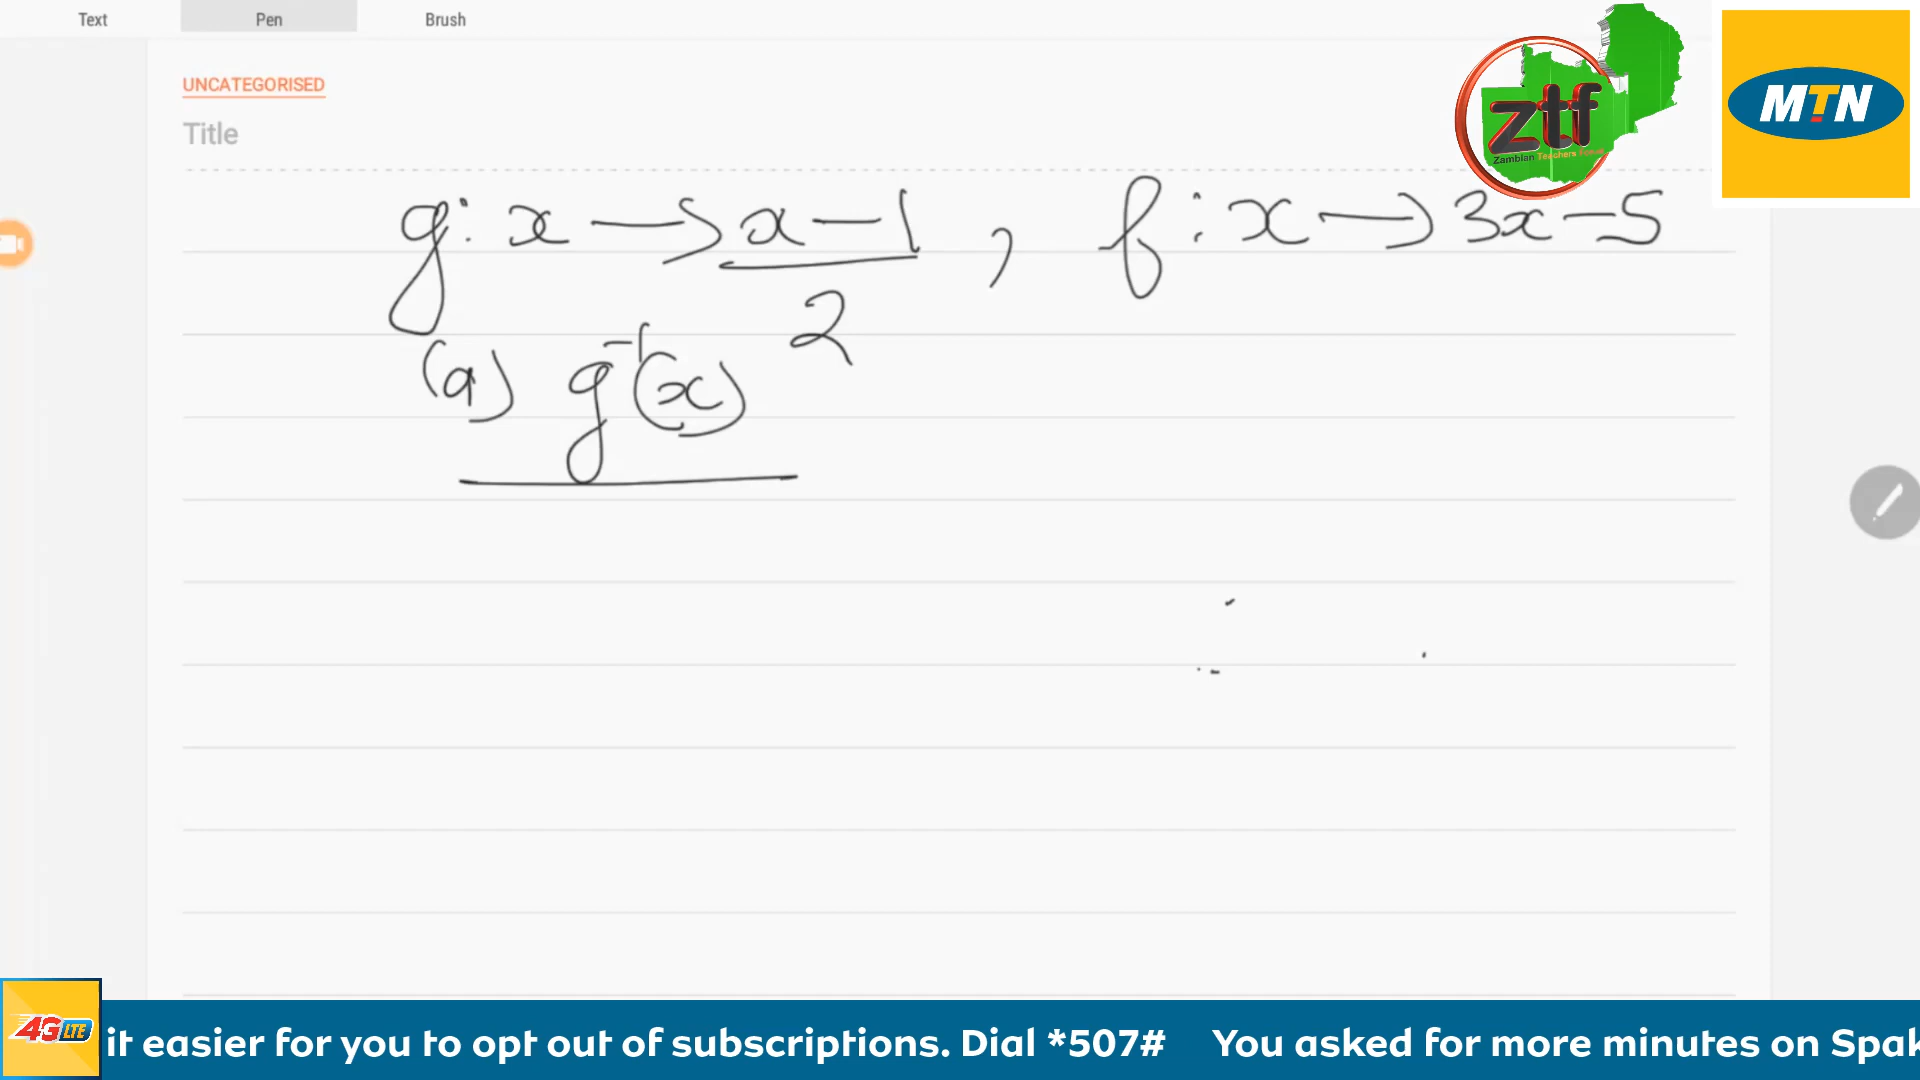 Text Pen Brush
UNCATEGORISED
Title
ztf
Zambian Teachers Forum
MTN
g: x → x - 1 / 2 , f : x → 3x - 5
(a) g⁻¹(x)
4G LTE
it easier for you to opt out of subscriptions. Dial *507# You asked for more minutes on Spak